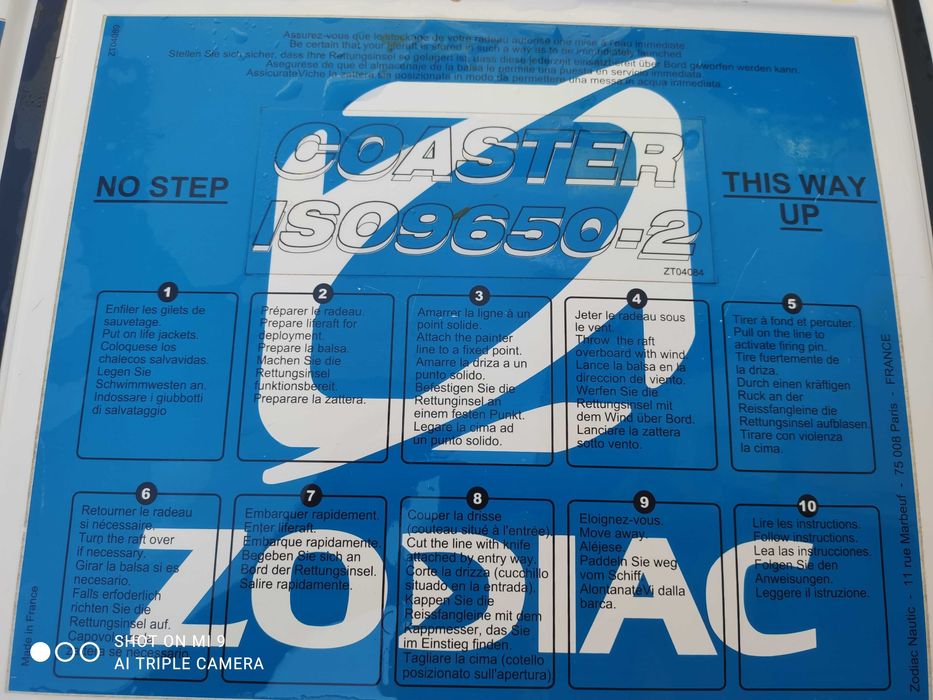 ZT04089
Assurez-vous que le stockage de votre radeau autorise une mise à l'eau immédiate
Be certain that your liferaft is stored in such a way as to be immediately launched
Stellen Sie sich sicher, dass Ihre Rettungsinsel so gelagert ist, dass diese jederzeit einsatzbereit über Bord geworfen werden kann.
Asegurese de que el almacenaje de la balsa le permite una puesta en servicio immediata
AssicurateViche la zattera sia posizionata in modo da permettere una messa in acqua immediata.
COASTER
ISO9650-2
ZT04084
NO STEP
THIS WAY
UP
1
Enfiler les gilets de
sauvetage.
Put on life jackets.
Coloquese los
chalecos salvavidas.
Legen Sie
Schwimmwesten an.
Indossare i giubbotti
di salvataggio
2
Préparer le radeau.
Prepare liferaft for
deployment.
Prepare la balsa.
Machen Sie die
Rettungsinsel
funktionsbereit.
Preparare la zattera.
3
Amarrer la ligne à un
point solide.
Attach the painter
line to a fixed point.
Amarre la driza a un
punto solido.
Befestigen Sie die
Rettunginsel an
einem festen Punkt.
Legare la cima ad
un punto solido.
4
Jeter le radeau sous
le vent.
Throw the raft
overboard with wind.
Lance la balsa en la
direccion del viento.
Werfen Sie die
Rettungsinsel mit
dem Wind über Bord.
Lanciare la zattera
sotto vento.
5
Tirer à fond et percuter.
Pull on the line to
activate firing pin.
Tire fuertemente de
la driza.
Durch einen kräftigen
Ruck an der
Reissfangleine die
Rettungsinsel aufblasen.
Tirare con violenza
la cima.
6
Retourner le radeau
si nécessaire.
Turn the raft over
if necessary.
Girar la balsa si es
necesario.
Falls erfoderlich
richten Sie die
Rettungsinsel auf.
zattera se necessario.
7
Embarquer rapidement.
Enter liferaft.
Embarque rapidamente.
Begeben Sie sich an
Bord der Rettungsinsel.
Salire rapidamente.
8
Couper la drisse
(couteau situé à l'entrée).
Cut the line with knife
attached by entry way.
Corte la drizza (cucchillo
situado en la entrada).
Kappen Sie die
Reissfangleine mit dem
Kappmesser, das Sie
im Einstieg finden.
Tagliare la cima (cotello
posizionato sull'apertura).
9
Eloignez-vous.
Move away.
Aléjese.
Paddeln Sie weg
vom Schiff.
AlontanateVi dalla
barca.
10
Lire les instructions.
Follow instructions.
Lea las instrucciones.
Folgen Sie den
Anweisungen.
Leggere il istruzione.
ZODIAC
Made in France
Zodiac Nautic - 11 rue Marbeuf - 75 008 Paris - FRANCE
SHOT ON MI 9
AI TRIPLE CAMERA